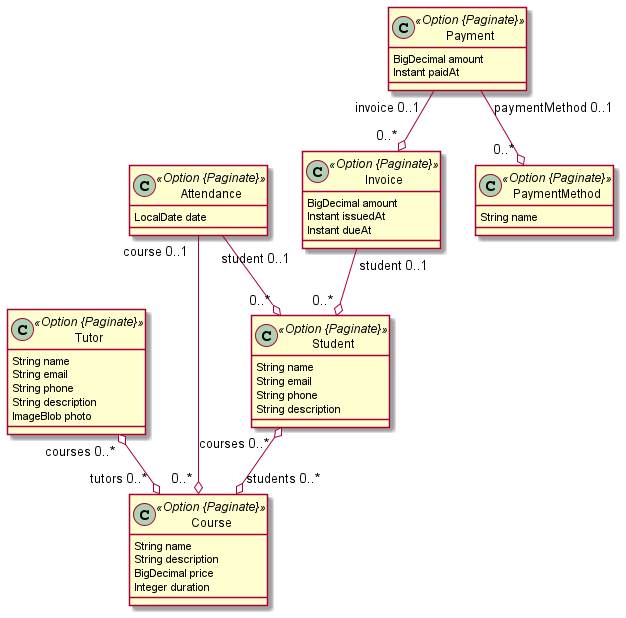 C «Option {Paginate}»
Payment
BigDecimal amount
Instant paidAt
invoice 0..1
paymentMethod 0..1
0..*
0..*
C «Option {Paginate}»
Attendance
LocalDate date
C «Option {Paginate}»
Invoice
BigDecimal amount
Instant issuedAt
Instant dueAt
C «Option {Paginate}»
PaymentMethod
String name
course 0..1
student 0..1
student 0..1
0..*
0..*
C «Option {Paginate}»
Tutor
String name
String email
String phone
String description
ImageBlob photo
C «Option {Paginate}»
Student
String name
String email
String phone
String description
courses 0..*
courses 0..*
tutors 0..*
0..*
students 0..*
C «Option {Paginate}»
Course
String name
String description
BigDecimal price
Integer duration